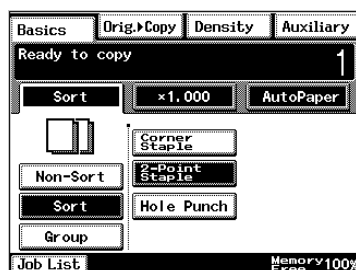 Basics
Orig.▸Copy
Density
Auxiliary
Ready to copy
1
Sort
×1.000
AutoPaper
Corner
Staple
Non-Sort
2-Point
Staple
Sort
Hole Punch
Group
Job List
Memory
Free 100%